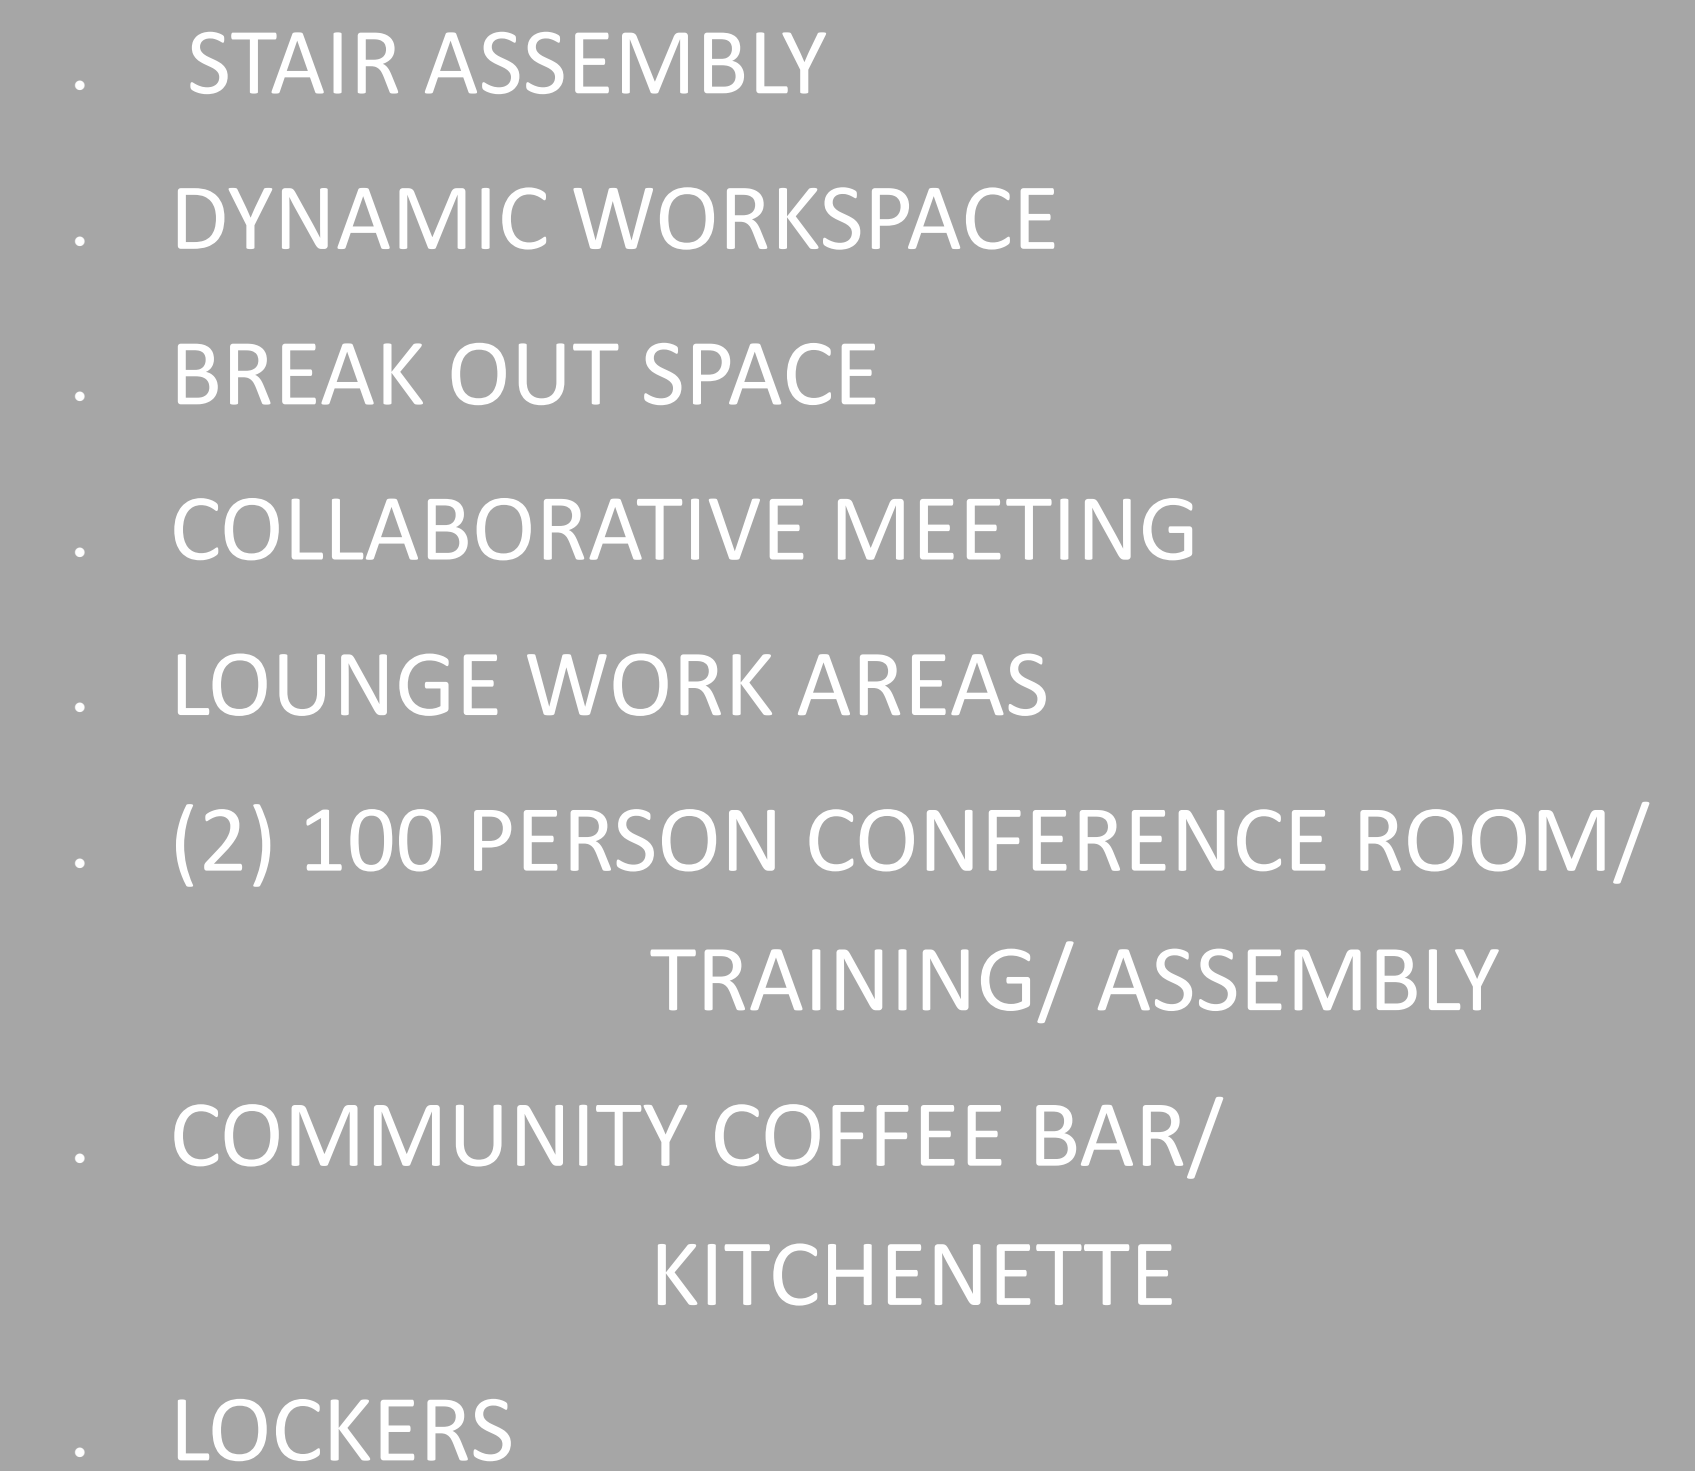 . STAIR ASSEMBLY
. DYNAMIC WORKSPACE
. BREAK OUT SPACE
. COLLABORATIVE MEETING
. LOUNGE WORK AREAS
. (2) 100 PERSON CONFERENCE ROOM/
TRAINING/ ASSEMBLY
. COMMUNITY COFFEE BAR/
KITCHENETTE
. LOCKERS